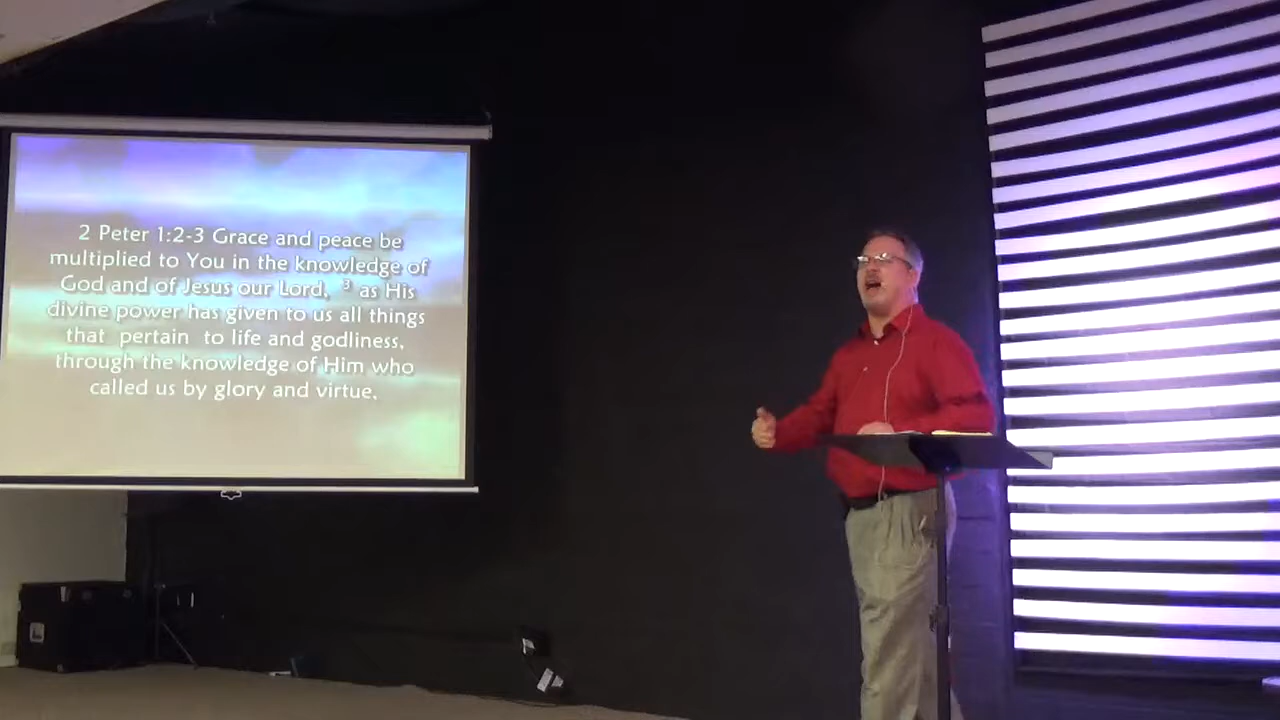 2 Peter 1:2-3 Grace and peace be
multiplied to You in the knowledge of
God and of Jesus our Lord, ³ as His
divine power has given to us all things
that pertain to life and godliness,
through the knowledge of Him who
called us by glory and virtue,